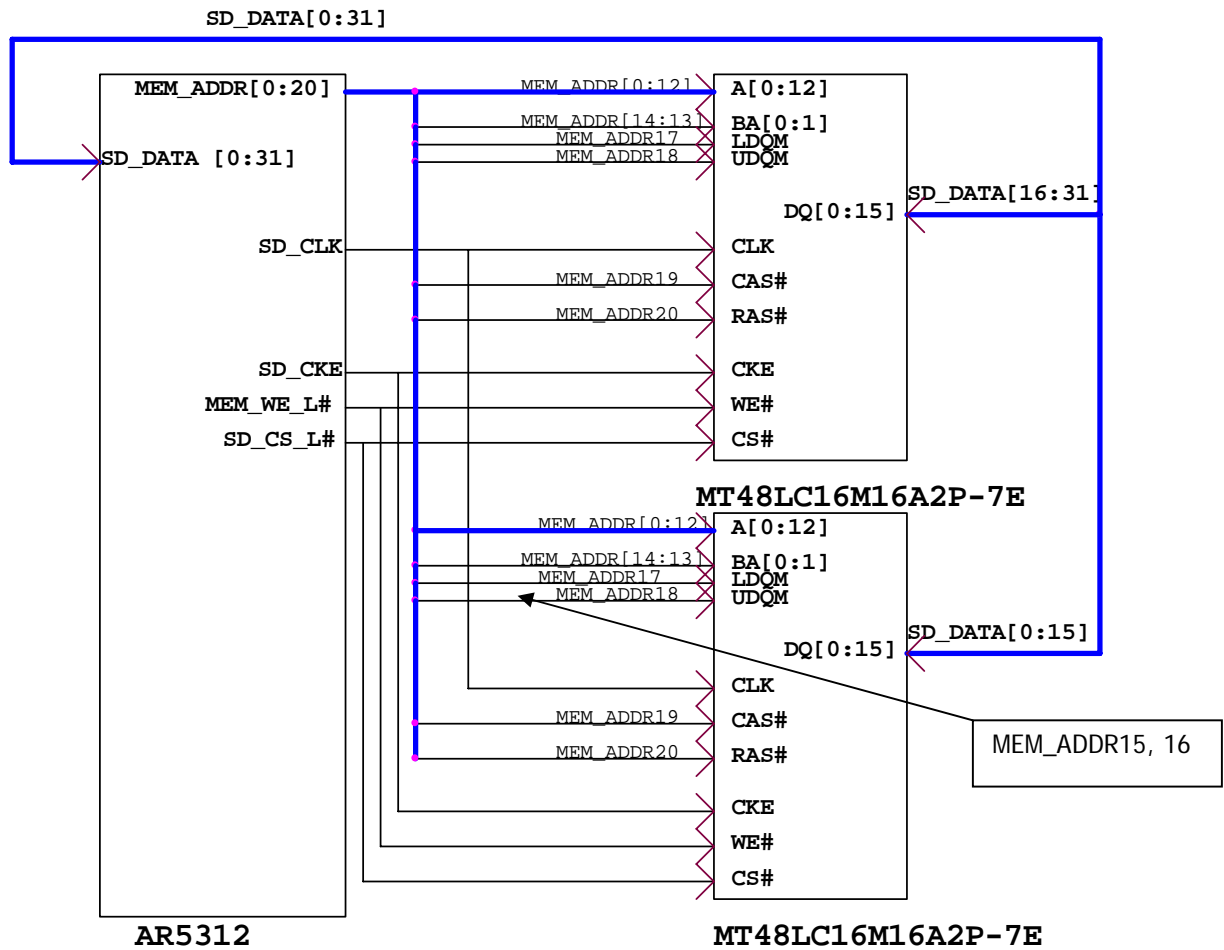 SD_DATA[0:31]
MEM_ADDR[0:20]
SD_DATA [0:31]
SD_CLK
SD_CKE
MEM_WE_L#
SD_CS_L#
AR5312
MEM_ADDR[0:12]
MEM_ADDR[14:13]
MEM_ADDR17
MEM_ADDR18
MEM_ADDR19
MEM_ADDR20
A[0:12]
BA[0:1]
LDQM
UDQM
DQ[0:15]
CLK
CAS#
RAS#
CKE
WE#
CS#
SD_DATA[16:31]
MT48LC16M16A2P-7E
MEM_ADDR[0:12]
MEM_ADDR[14:13]
MEM_ADDR17
MEM_ADDR18
MEM_ADDR19
MEM_ADDR20
A[0:12]
BA[0:1]
LDQM
UDQM
DQ[0:15]
CLK
CAS#
RAS#
CKE
WE#
CS#
SD_DATA[0:15]
MEM_ADDR15, 16
MT48LC16M16A2P-7E